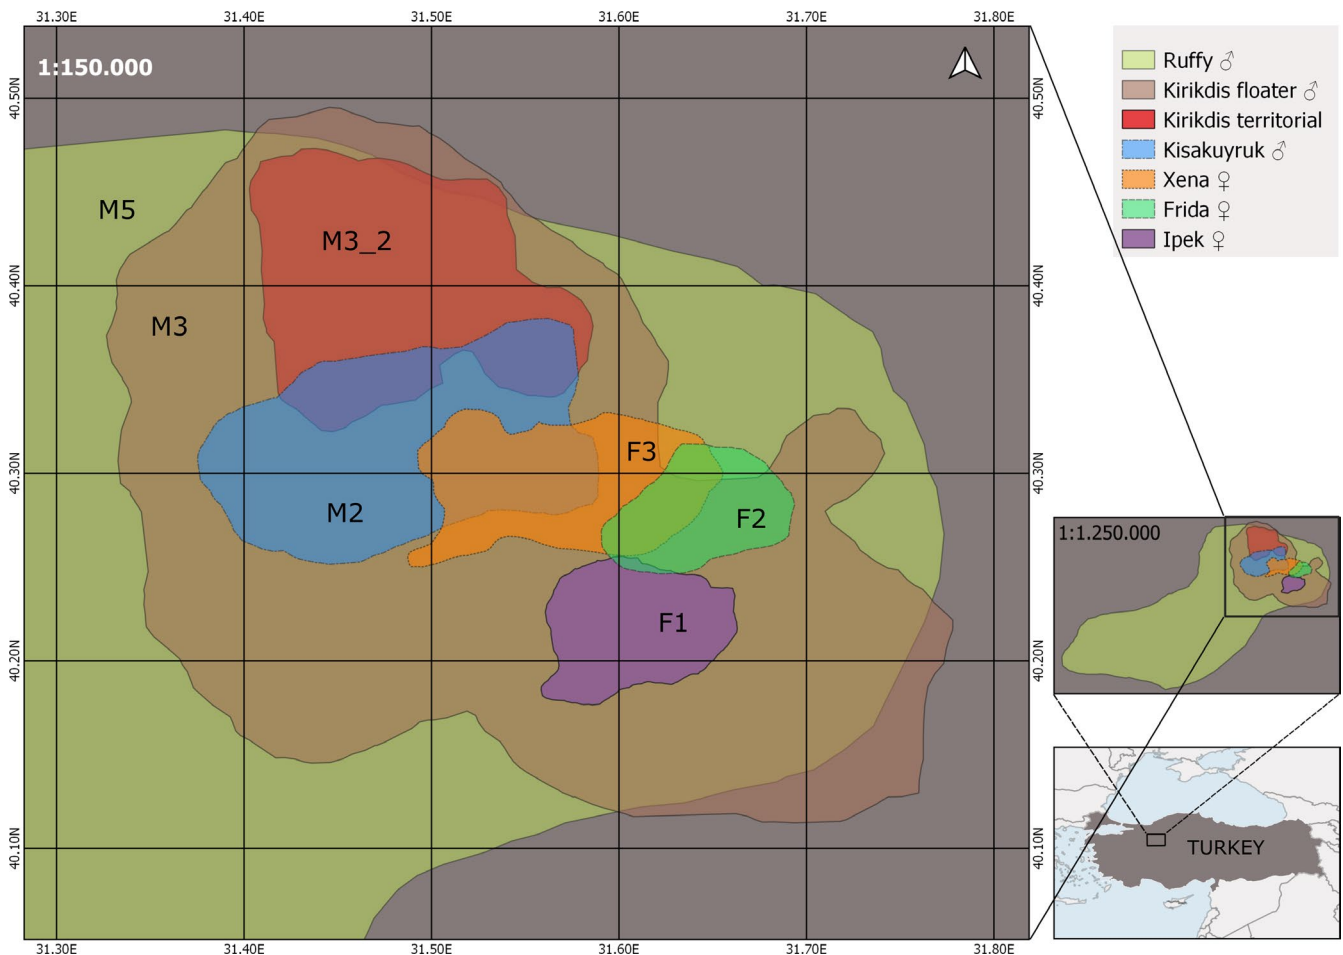 31.30E 31.40E 31.50E 31.60E 31.70E 31.80E
1:150.000
40.50N
40.50N
40.40N
40.40N
40.30N
40.30N
40.20N
40.20N
40.10N
40.10N
M5
M3_2
M3
F3
M2
F2
F1
31.30E 31.40E 31.50E 31.60E 31.70E 31.80E
Ruffy ♂
Kirikdis floater ♂
Kirikdis territorial
Kisakuyruk ♂
Xena ♀
Frida ♀
Ipek ♀
1:1.250.000
TURKEY